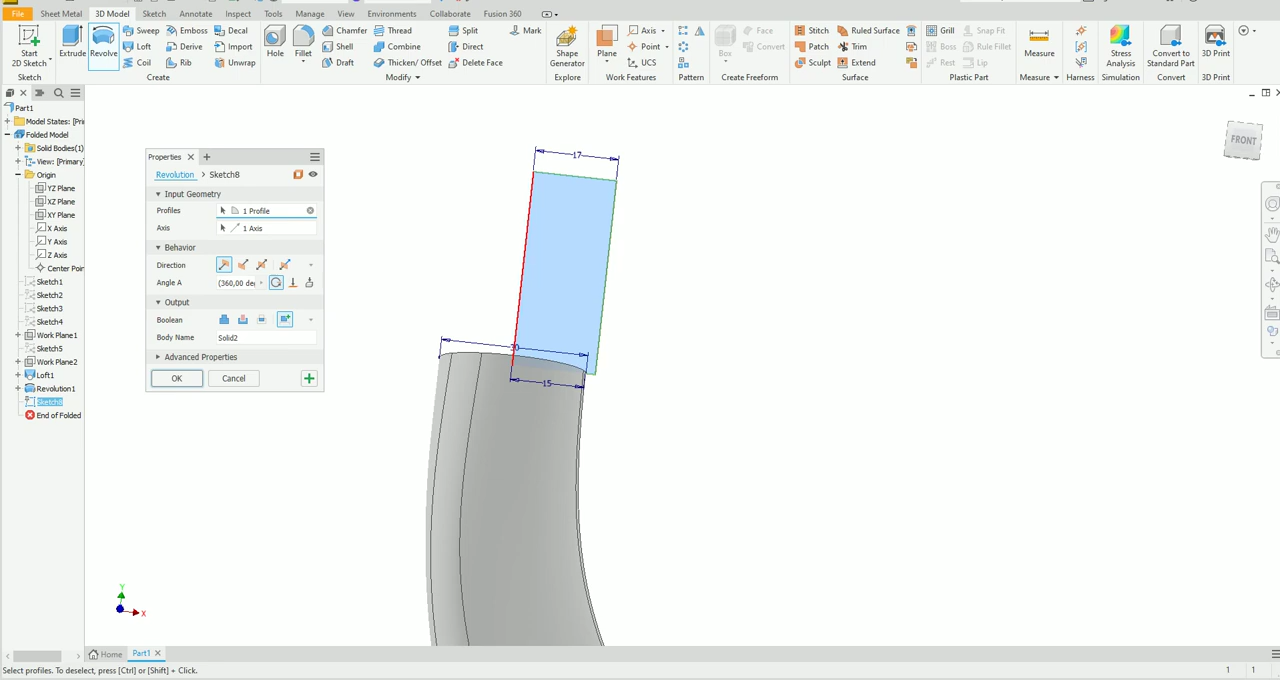 File Sheet Metal 3D Model Sketch Annotate Inspect Tools Manage View Environments Collaborate Fusion 360
Start
2D Sketch
Extrude
Revolve
Sweep
Loft
Coil
Emboss
Derive
Rib
Decal
Import
Unwrap
Hole
Fillet
Chamfer
Shell
Draft
Thread
Combine
Thicken/ Offset
Split
Direct
Delete Face
Mark
Shape
Generator
Plane
Axis
Point
UCS
Box
Face
Convert
Stitch
Patch
Sculpt
Ruled Surface
Trim
Extend
Grill
Boss
Rest
Snap Fit
Rule Fillet
Lip
Measure
Stress
Analysis
Convert to
Standard Part
3D Print
Sketch Create Modify Explore Work Features Pattern Create Freeform Surface Plastic Part Measure Harness Simulation Convert 3D Print
Part1
Model States: [Pri
Folded Model
Solid Bodies(1)
View: [Primary
Origin
YZ Plane
XZ Plane
XY Plane
X Axis
Y Axis
Z Axis
Center Poin
Sketch1
Sketch2
Sketch3
Sketch4
Work Plane1
Sketch5
Work Plane2
Loft1
Revolution1
Sketch8
End of Folded
Properties
Revolution > Sketch8
Input Geometry
Profiles 1 Profile
Axis 1 Axis
Behavior
Direction
Angle A (360,00 de
Output
Boolean
Body Name Solid2
Advanced Properties
OK Cancel
17
15
FRONT
Y
X
Home Part1
Select profiles. To deselect, press [Ctrl] or [Shift] + Click. 1 1